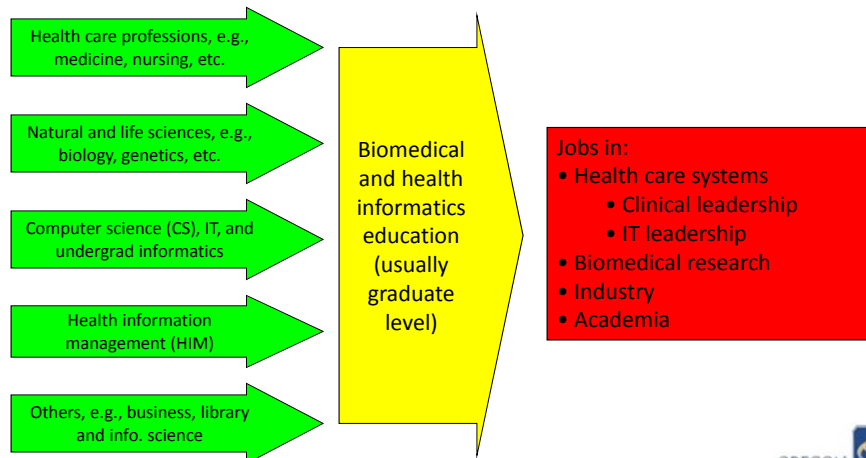 Health care professions, e.g.,
medicine, nursing, etc.
Natural and life sciences, e.g.,
biology, genetics, etc.
Computer science (CS), IT, and
undergrad informatics
Health information
management (HIM)
Others, e.g., business, library
and info. science
Biomedical
and health
informatics
education
(usually
graduate
level)
Jobs in:
• Health care systems
• Clinical leadership
• IT leadership
• Biomedical research
• Industry
• Academia